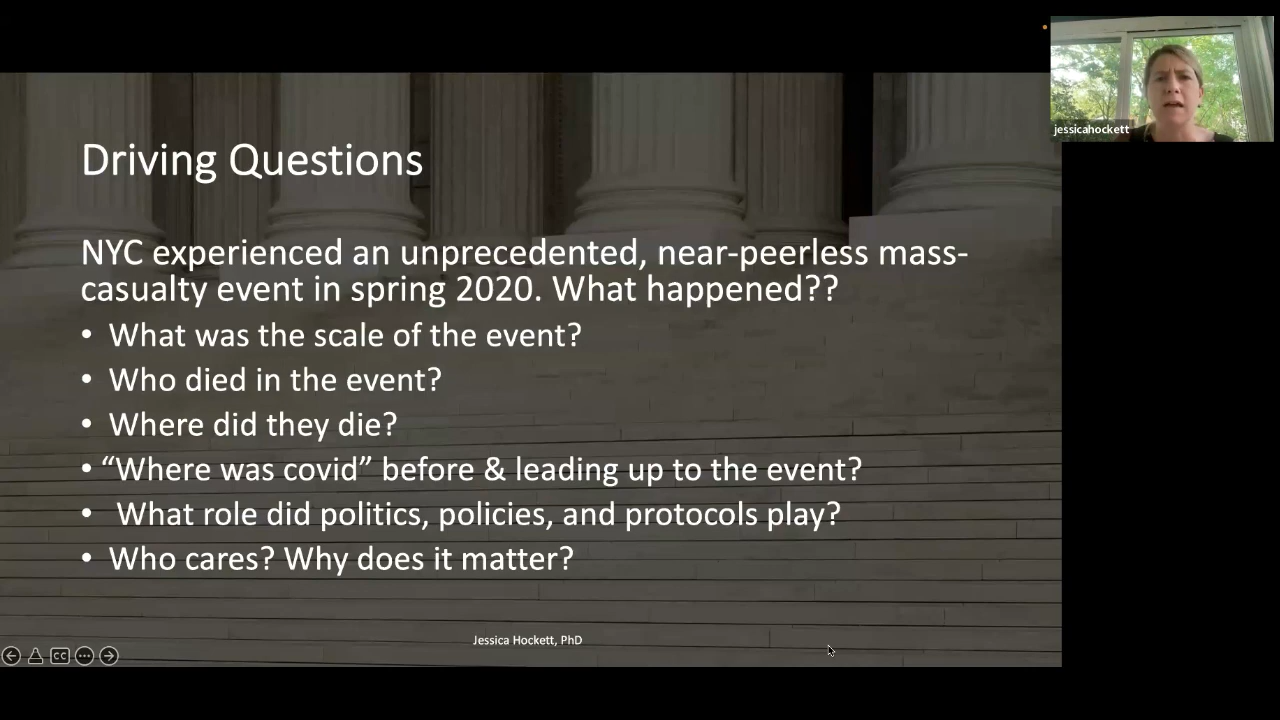 jessicahockett
Driving Questions
NYC experienced an unprecedented, near-peerless mass-
casualty event in spring 2020. What happened??
• What was the scale of the event?
• Who died in the event?
• Where did they die?
• “Where was covid” before & leading up to the event?
• What role did politics, policies, and protocols play?
• Who cares? Why does it matter?
Jessica Hockett, PhD
CC